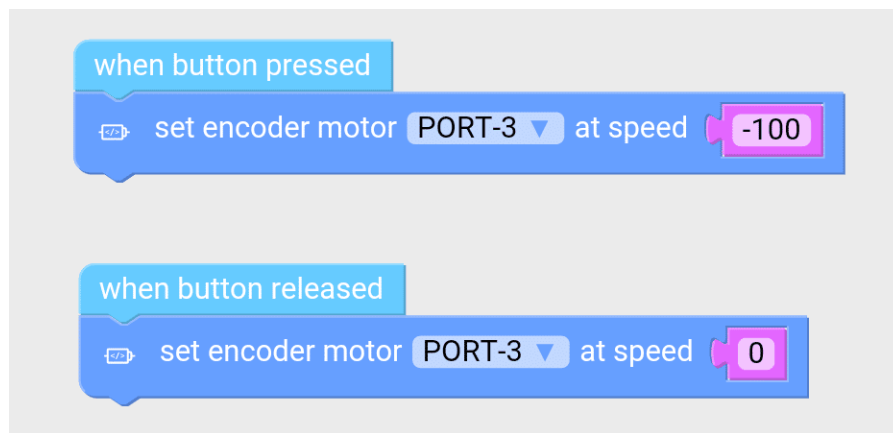 when button pressed
set encoder motor PORT-3 ▼ at speed -100
when button released
set encoder motor PORT-3 ▼ at speed 0